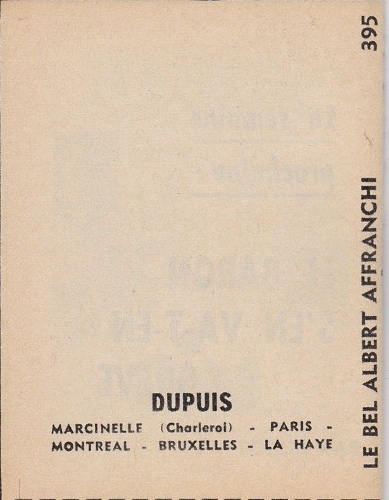 DUPUIS
MARCINELLE (Charleroi) - PARIS -
MONTREAL - BRUXELLES - LA HAYE
LE BEL ALBERT AFFRANCHI 395